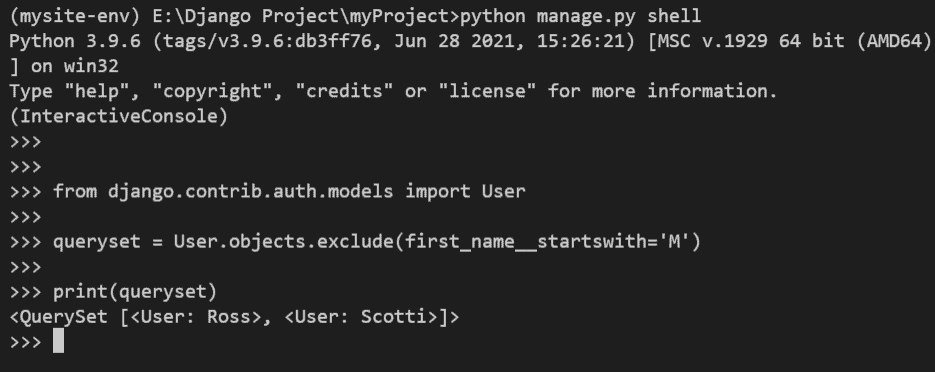 (mysite-env) E:\Django Project\myProject>python manage.py shell
Python 3.9.6 (tags/v3.9.6:db3ff76, Jun 28 2021, 15:26:21) [MSC v.1929 64 bit (AMD64)
] on win32
Type "help", "copyright", "credits" or "license" for more information.
(InteractiveConsole)
>>>
>>>
>>> from django.contrib.auth.models import User
>>>
>>> queryset = User.objects.exclude(first_name__startswith='M')
>>>
>>> print(queryset)
<QuerySet [<User: Ross>, <User: Scotti>]>
>>>